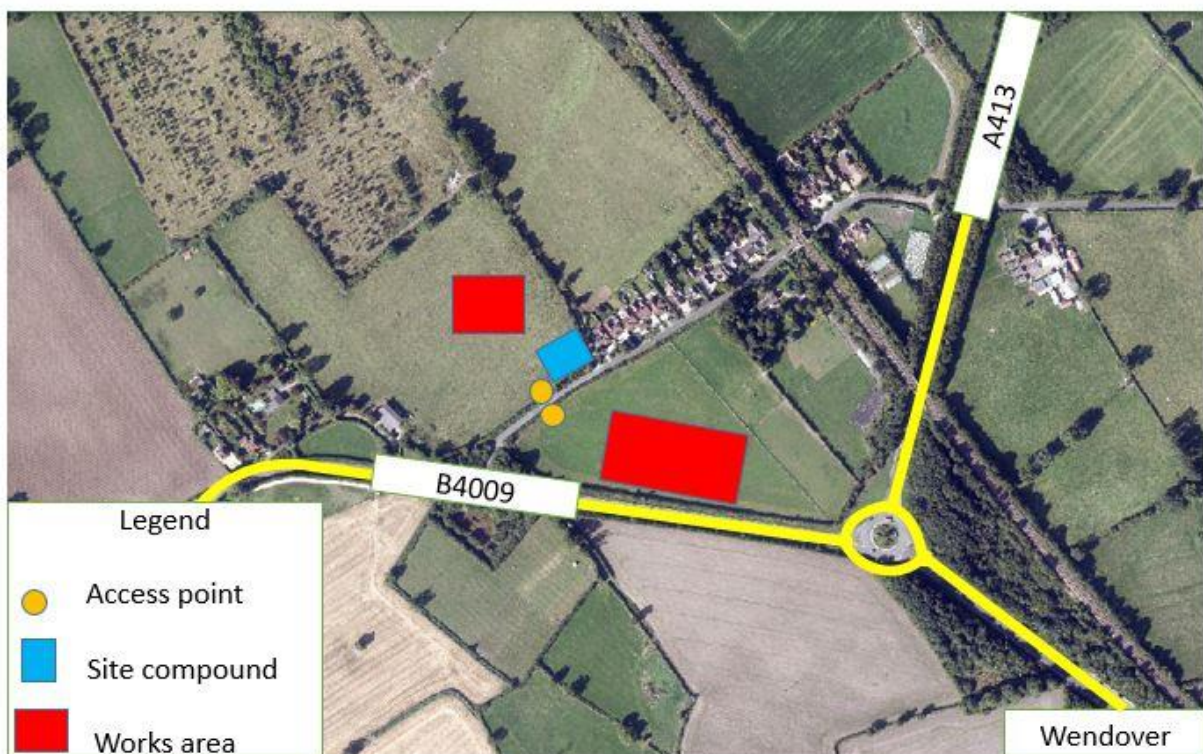 A413
B4009
Legend
Access point
Site compound
Works area
Wendover